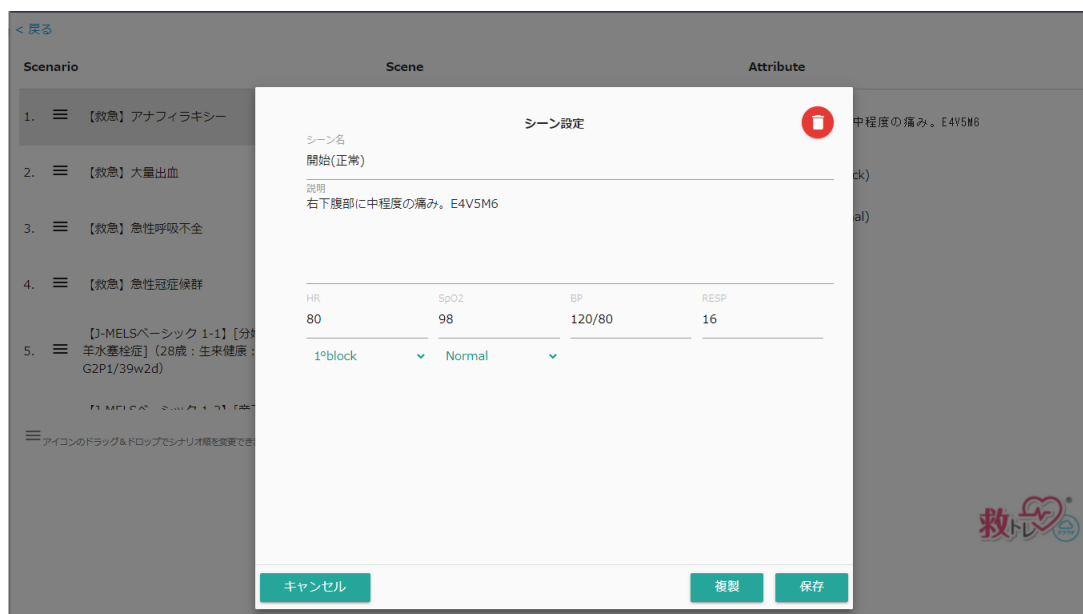 < 戻る
Scenario
Scene
Attribute
1.
【救急】アナフィラキシー
2.
【救急】大量出血
3.
【救急】急性呼吸不全
4.
【救急】急性冠症候群
5.
【J-MELSベーシック 1-1】[分娩
羊水塞栓症]（28歳：生来健康：
G2P1/39w2d）
アイコンのドラッグ&ドロップでシナリオ順を変更でき
中程度の痛み。E4V5M6
ck)
al)
シーン設定
シーン名
開始(正常)
説明
右下腹部に中程度の痛み。E4V5M6
HR
SpO2
BP
RESP
80
98
120/80
16
1°block
Normal
キャンセル
複製
保存
救トレ
クラウド